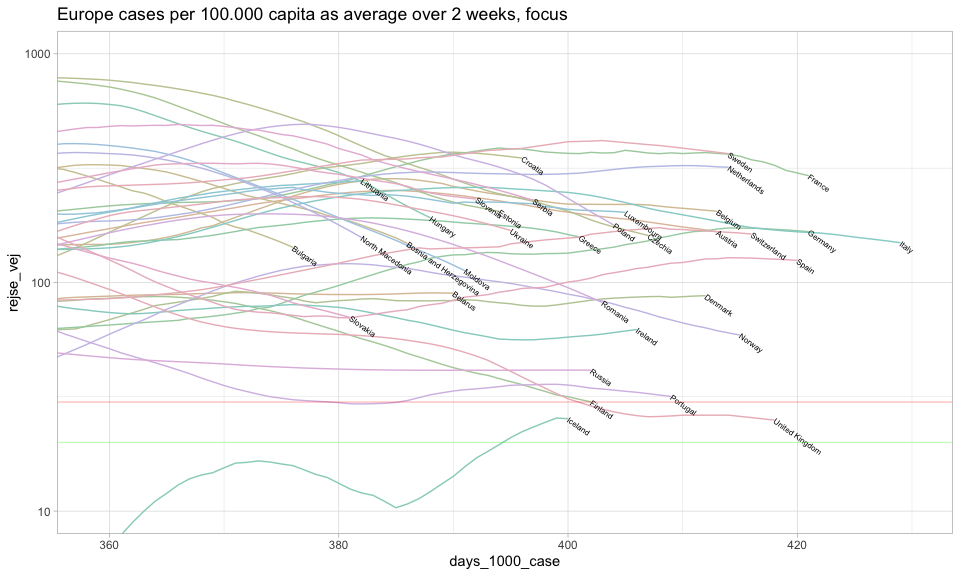 Europe cases per 100.000 capita as average over 2 weeks, focus
1000
100
10
rejse_vej
Croatia
Sweden
Netherlands
France
Lithuania
Slovenia
Estonia
Serbia
Hungary
Ukraine
Luxembourg
Poland
Czechia
Belgium
Austria
Switzerland
Germany
Italy
Bulgaria
North Macedonia
Bosnia and Herzegovina
Moldova
Greece
Spain
Belarus
Slovakia
Romania
Ireland
Denmark
Norway
Russia
Portugal
Finland
Iceland
United Kingdom
360
380
400
420
days_1000_case